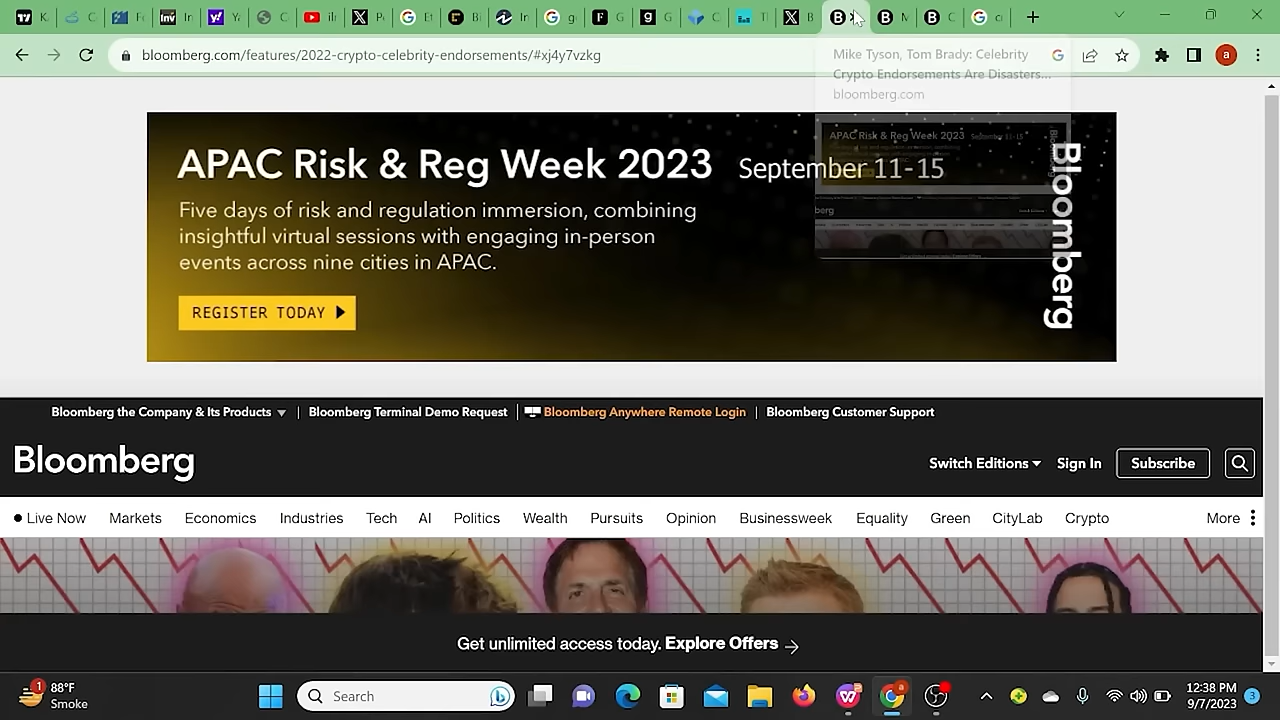 bloomberg.com/features/2022-crypto-celebrity-endorsements/#xj4y7vzkg
a
Mike Tyson, Tom Brady: Celebrity
Crypto Endorsements Are Disasters...
bloomberg.com
APAC Risk & Reg Week 2023 September 11-15
Five days of risk and regulation immersion, combining
insightful virtual sessions with engaging in-person
events across nine cities in APAC.
REGISTER TODAY
Bloomberg
APAC Risk & Reg Week 2023 September 11-15
Bloomberg the Company & Its Products | Bloomberg Terminal Demo Request | Bloomberg Anywhere Remote Login | Bloomberg Customer Support
Bloomberg
Switch Editions Sign In Subscribe
Live Now Markets Economics Industries Tech AI Politics Wealth Pursuits Opinion Businessweek Equality Green CityLab Crypto More
Get unlimited access today. Explore Offers
1 88°F
Smoke
Search
12:38 PM
9/7/2023
3